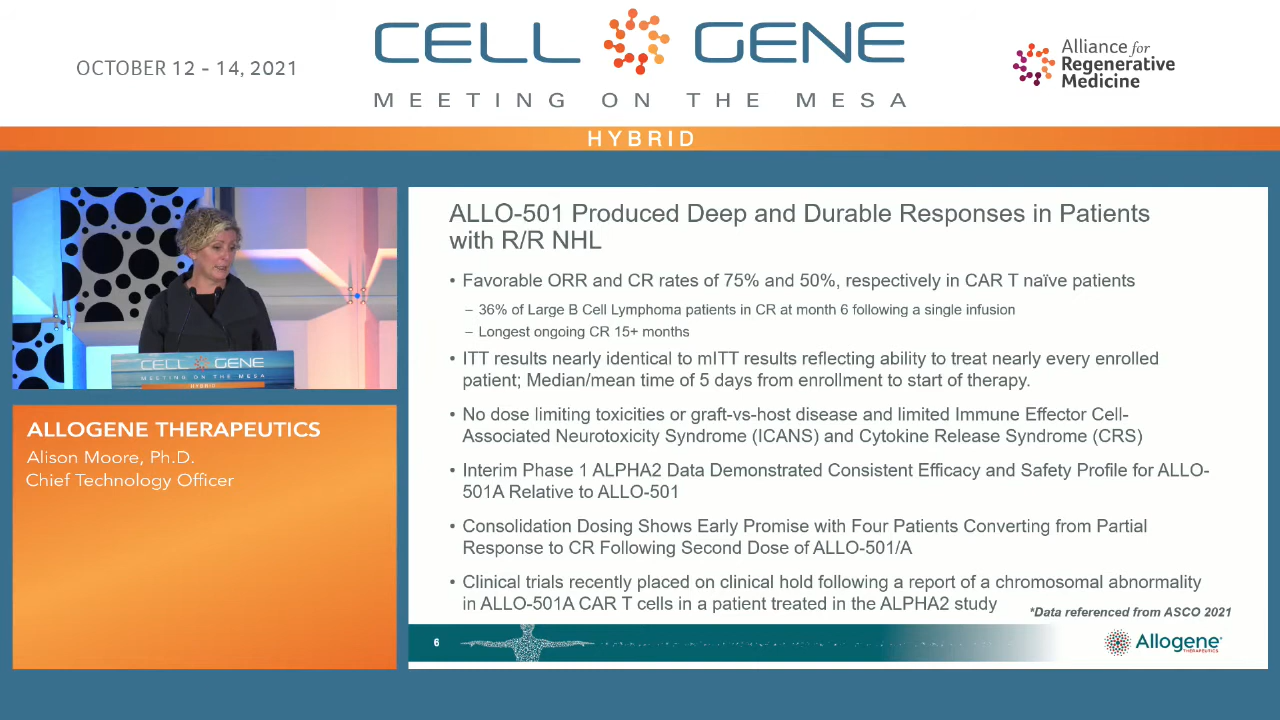 OCTOBER 12 - 14, 2021
CELL GENE
MEETING ON THE MESA
Alliance for
Regenerative
Medicine
HYBRID
CELL GENE
MEETING ON THE MESA
HYBRID
ALLOGENE THERAPEUTICS
Alison Moore, Ph.D.
Chief Technology Officer
ALLO-501 Produced Deep and Durable Responses in Patients
with R/R NHL
• Favorable ORR and CR rates of 75% and 50%, respectively in CAR T naïve patients
– 36% of Large B Cell Lymphoma patients in CR at month 6 following a single infusion
– Longest ongoing CR 15+ months
• ITT results nearly identical to mITT results reflecting ability to treat nearly every enrolled
patient; Median/mean time of 5 days from enrollment to start of therapy.
• No dose limiting toxicities or graft-vs-host disease and limited Immune Effector Cell-
Associated Neurotoxicity Syndrome (ICANS) and Cytokine Release Syndrome (CRS)
• Interim Phase 1 ALPHA2 Data Demonstrated Consistent Efficacy and Safety Profile for ALLO-
501A Relative to ALLO-501
• Consolidation Dosing Shows Early Promise with Four Patients Converting from Partial
Response to CR Following Second Dose of ALLO-501/A
• Clinical trials recently placed on clinical hold following a report of a chromosomal abnormality
in ALLO-501A CAR T cells in a patient treated in the ALPHA2 study
*Data referenced from ASCO 2021
6
Allogene
THERAPEUTICS